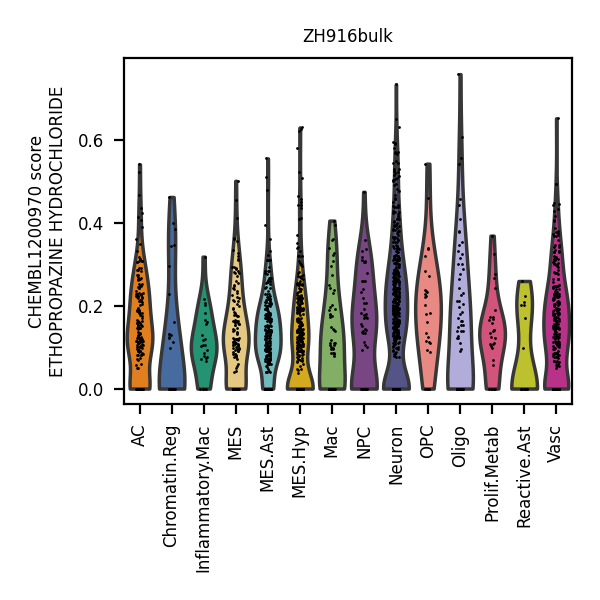 ZH916bulk
CHEMBL1200970 score
ETHOPROPAZINE HYDROCHLORIDE
0.6
0.4
0.2
0.0
AC
Chromatin.Reg
Inflammatory.Mac
MES
MES.Ast
MES.Hyp
Mac
NPC
Neuron
OPC
Oligo
Prolif.Metab
Reactive.Ast
Vasc